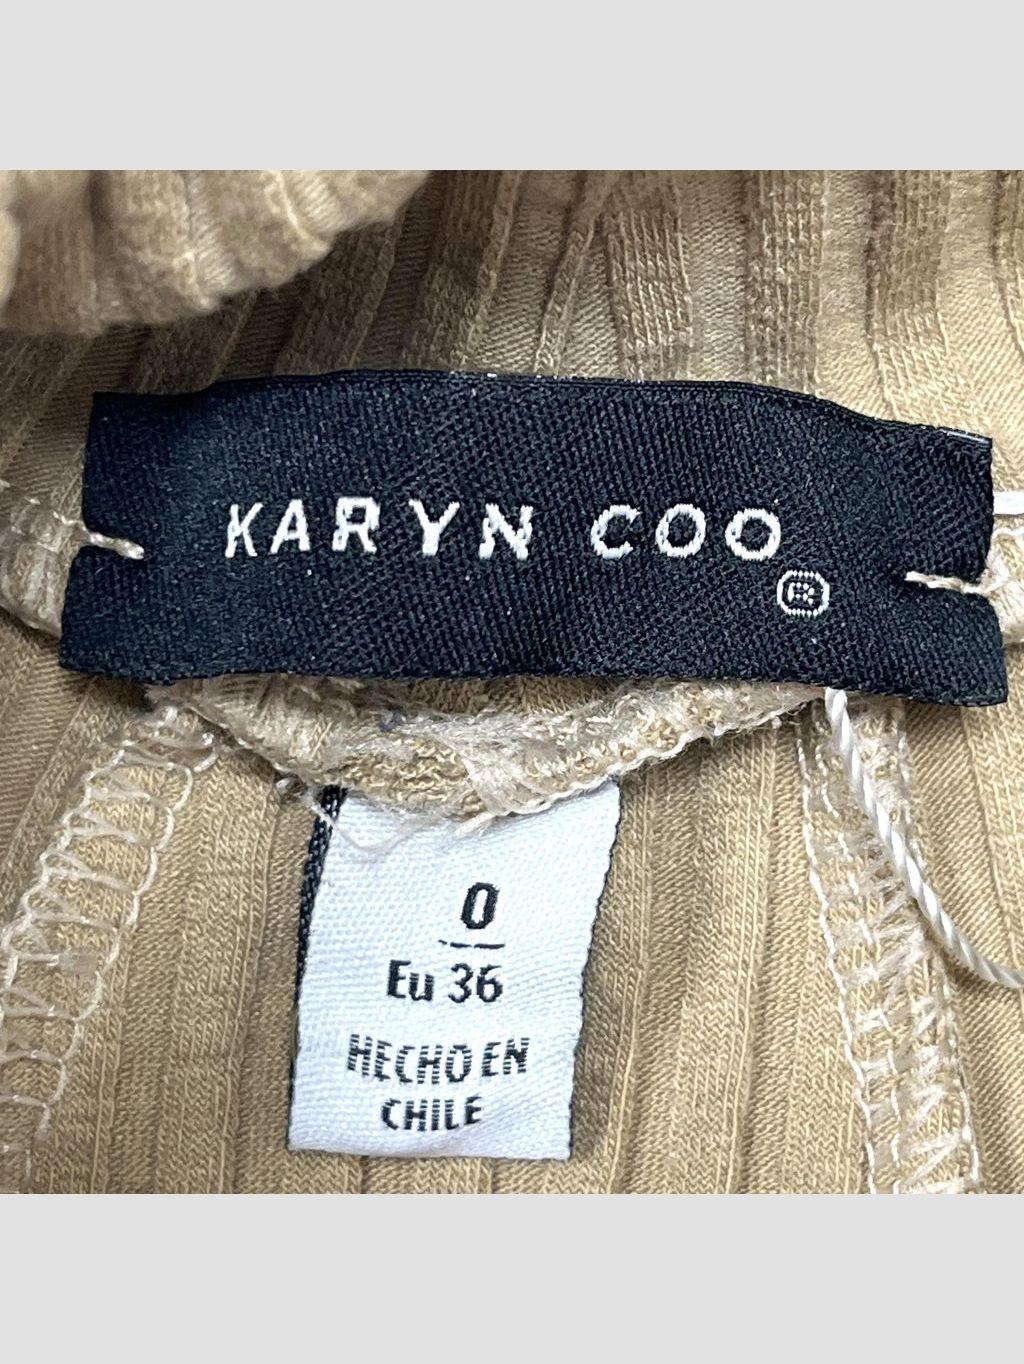 KARYN COO
®
0
Eu 36
HECHO EN
CHILE